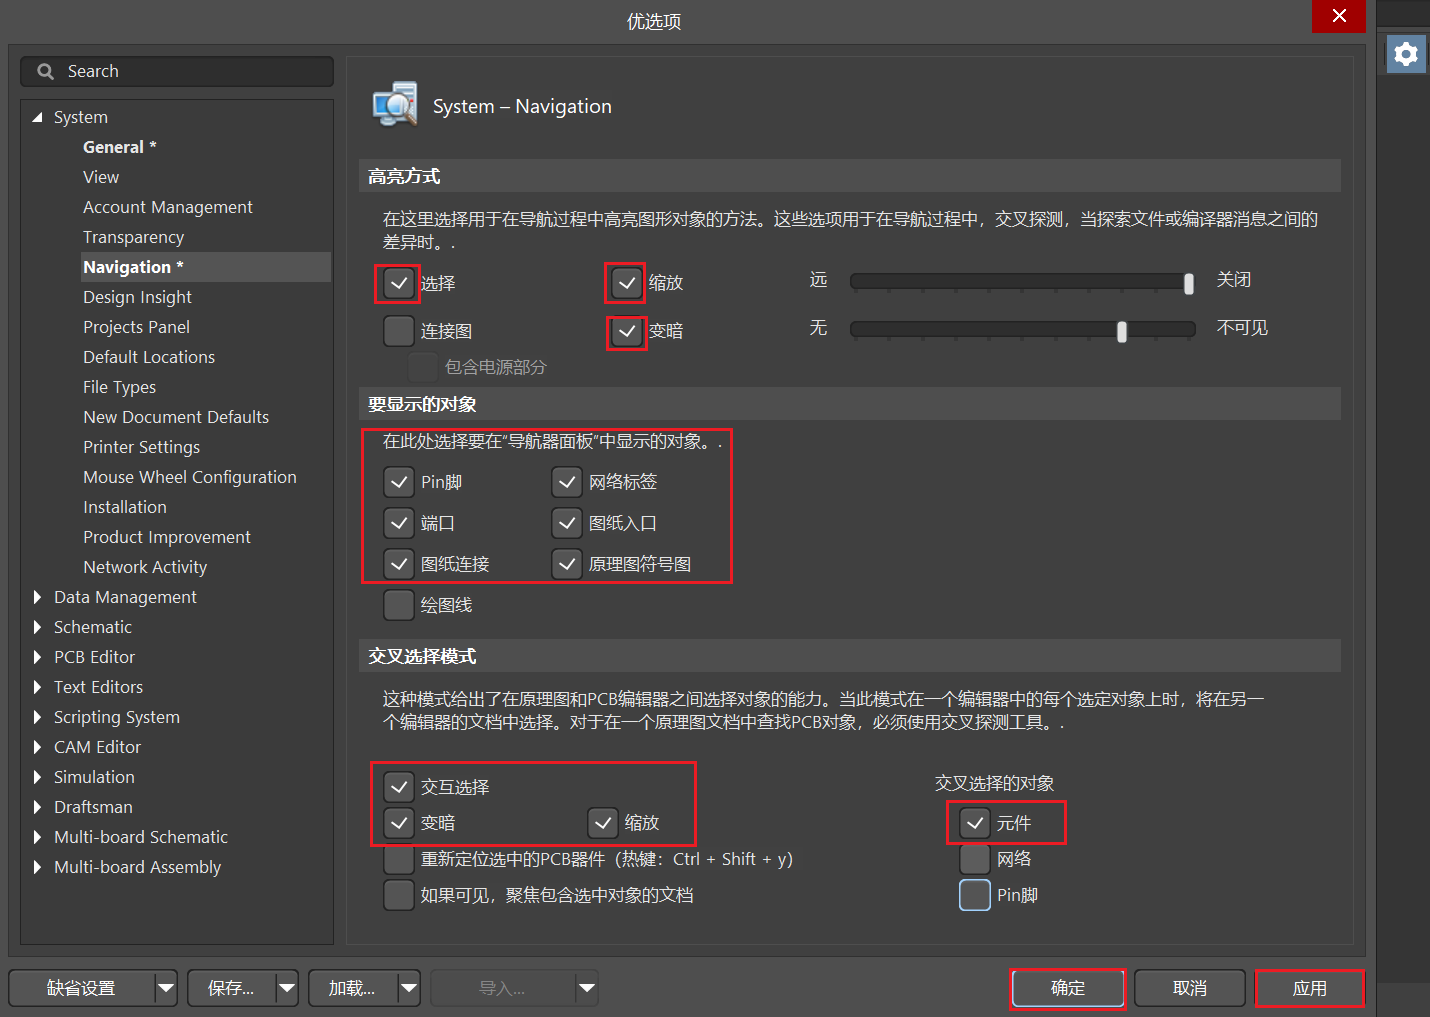 优选项
Search
System
General *
View
Account Management
Transparency
Navigation *
Design Insight
Projects Panel
Default Locations
File Types
New Document Defaults
Printer Settings
Mouse Wheel Configuration
Installation
Product Improvement
Network Activity
Data Management
Schematic
PCB Editor
Text Editors
Scripting System
CAM Editor
Simulation
Draftsman
Multi-board Schematic
Multi-board Assembly
System – Navigation
高亮方式
在这里选择用于在导航过程中高亮图形对象的方法。这些选项用于在导航过程中，交叉探测，当探索文件或编译器消息之间的
差异时。.
选择 缩放 远 关闭
连接图 变暗 无 不可见
包含电源部分
要显示的对象
在此处选择要在“导航器面板”中显示的对象。.
Pin脚 网络标签
端口 图纸入口
图纸连接 原理图符号图
绘图线
交叉选择模式
这种模式给出了在原理图和PCB编辑器之间选择对象的能力。当此模式在一个编辑器中的每个选定对象上时，将在另一
个编辑器的文档中选择。对于在一个原理图文档中查找PCB对象，必须使用交叉探测工具。.
交互选择 交叉选择的对象
变暗 缩放 元件
重新定位选中的PCB器件（热键：Ctrl + Shift + y） 网络
如果可见，聚焦包含选中对象的文档 Pin脚
缺省设置 保存... 加载... 导入... 确定 取消 应用